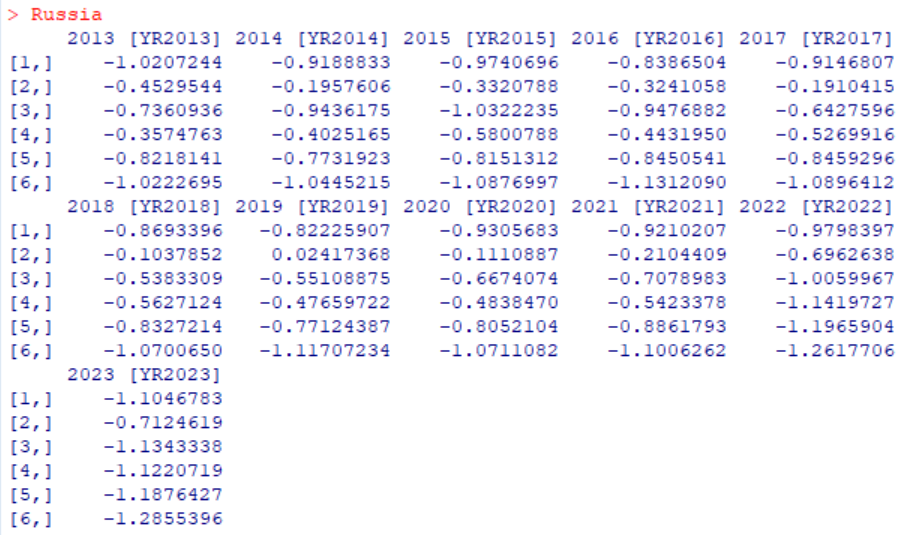 > Russia
     2013 [YR2013] 2014 [YR2014] 2015 [YR2015] 2016 [YR2016] 2017 [YR2017]
[1,]    -1.0207244    -0.9188833    -0.9740696    -0.8386504    -0.9146807
[2,]    -0.4529544    -0.1957606    -0.3320788    -0.3241058    -0.1910415
[3,]    -0.7360936    -0.9436175    -1.0322235    -0.9476882    -0.6427596
[4,]    -0.3574763    -0.4025165    -0.5800788    -0.4431950    -0.5269916
[5,]    -0.8218141    -0.7731923    -0.8151312    -0.8450541    -0.8459296
[6,]    -1.0222695    -1.0445215    -1.0876997    -1.1312090    -1.0896412
     2018 [YR2018] 2019 [YR2019] 2020 [YR2020] 2021 [YR2021] 2022 [YR2022]
[1,]    -0.8693396   -0.82225907    -0.9305683    -0.9210207    -0.9798397
[2,]    -0.1037852    0.02417368    -0.1110887    -0.2104409    -0.6962638
[3,]    -0.5383309   -0.55108875    -0.6674074    -0.7078983    -1.0059967
[4,]    -0.5627124   -0.47659722    -0.4838470    -0.5423378    -1.1419727
[5,]    -0.8327214   -0.77124387    -0.8052104    -0.8861793    -1.1965904
[6,]    -1.0700650   -1.11707234    -1.0711082    -1.1006262    -1.2617706
     2023 [YR2023]
[1,]    -1.1046783
[2,]    -0.7124619
[3,]    -1.1343338
[4,]    -1.1220719
[5,]    -1.1876427
[6,]    -1.2855396